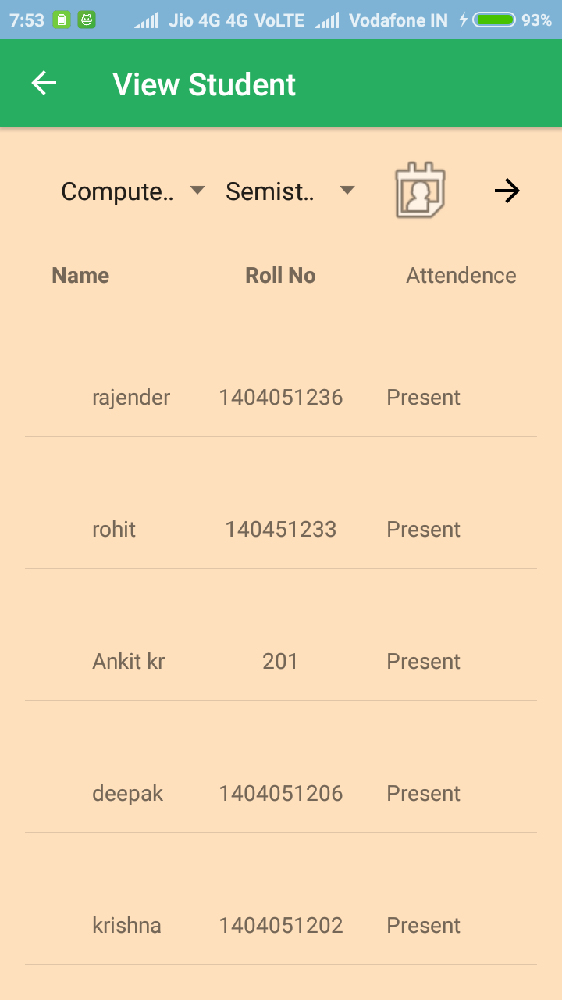 7:53 Jio 4G 4G VoLTE Vodafone IN 93%
View Student
Compute.. Semist..
Name Roll No Attendence
rajender 1404051236 Present
rohit 140451233 Present
Ankit kr 201 Present
deepak 1404051206 Present
krishna 1404051202 Present